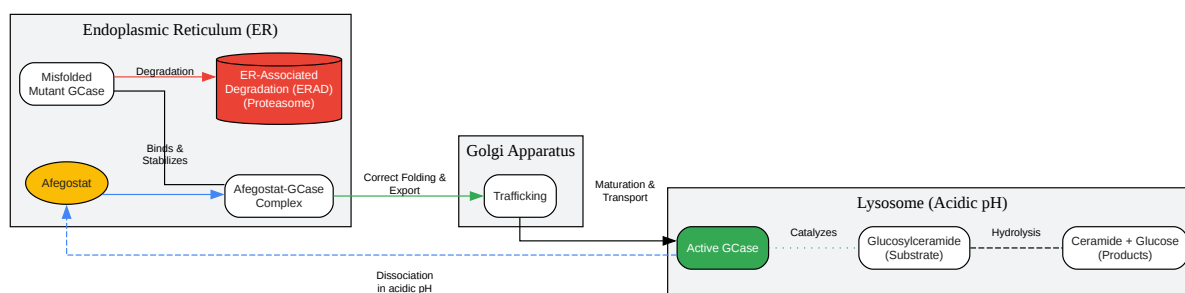 Endoplasmic Reticulum (ER)
Misfolded
Mutant GCase
Degradation
ER-Associated
Degradation (ERAD)
(Proteasome)
Binds &
Stabilizes
Afegostat
Afegostat-GCase
Complex
Correct Folding &
Export
Golgi Apparatus
Trafficking
Maturation &
Transport
Lysosome (Acidic pH)
Active GCase
Catalyzes
Glucosylceramide
(Substrate)
Hydrolysis
Ceramide + Glucose
(Products)
Dissociation
in acidic pH